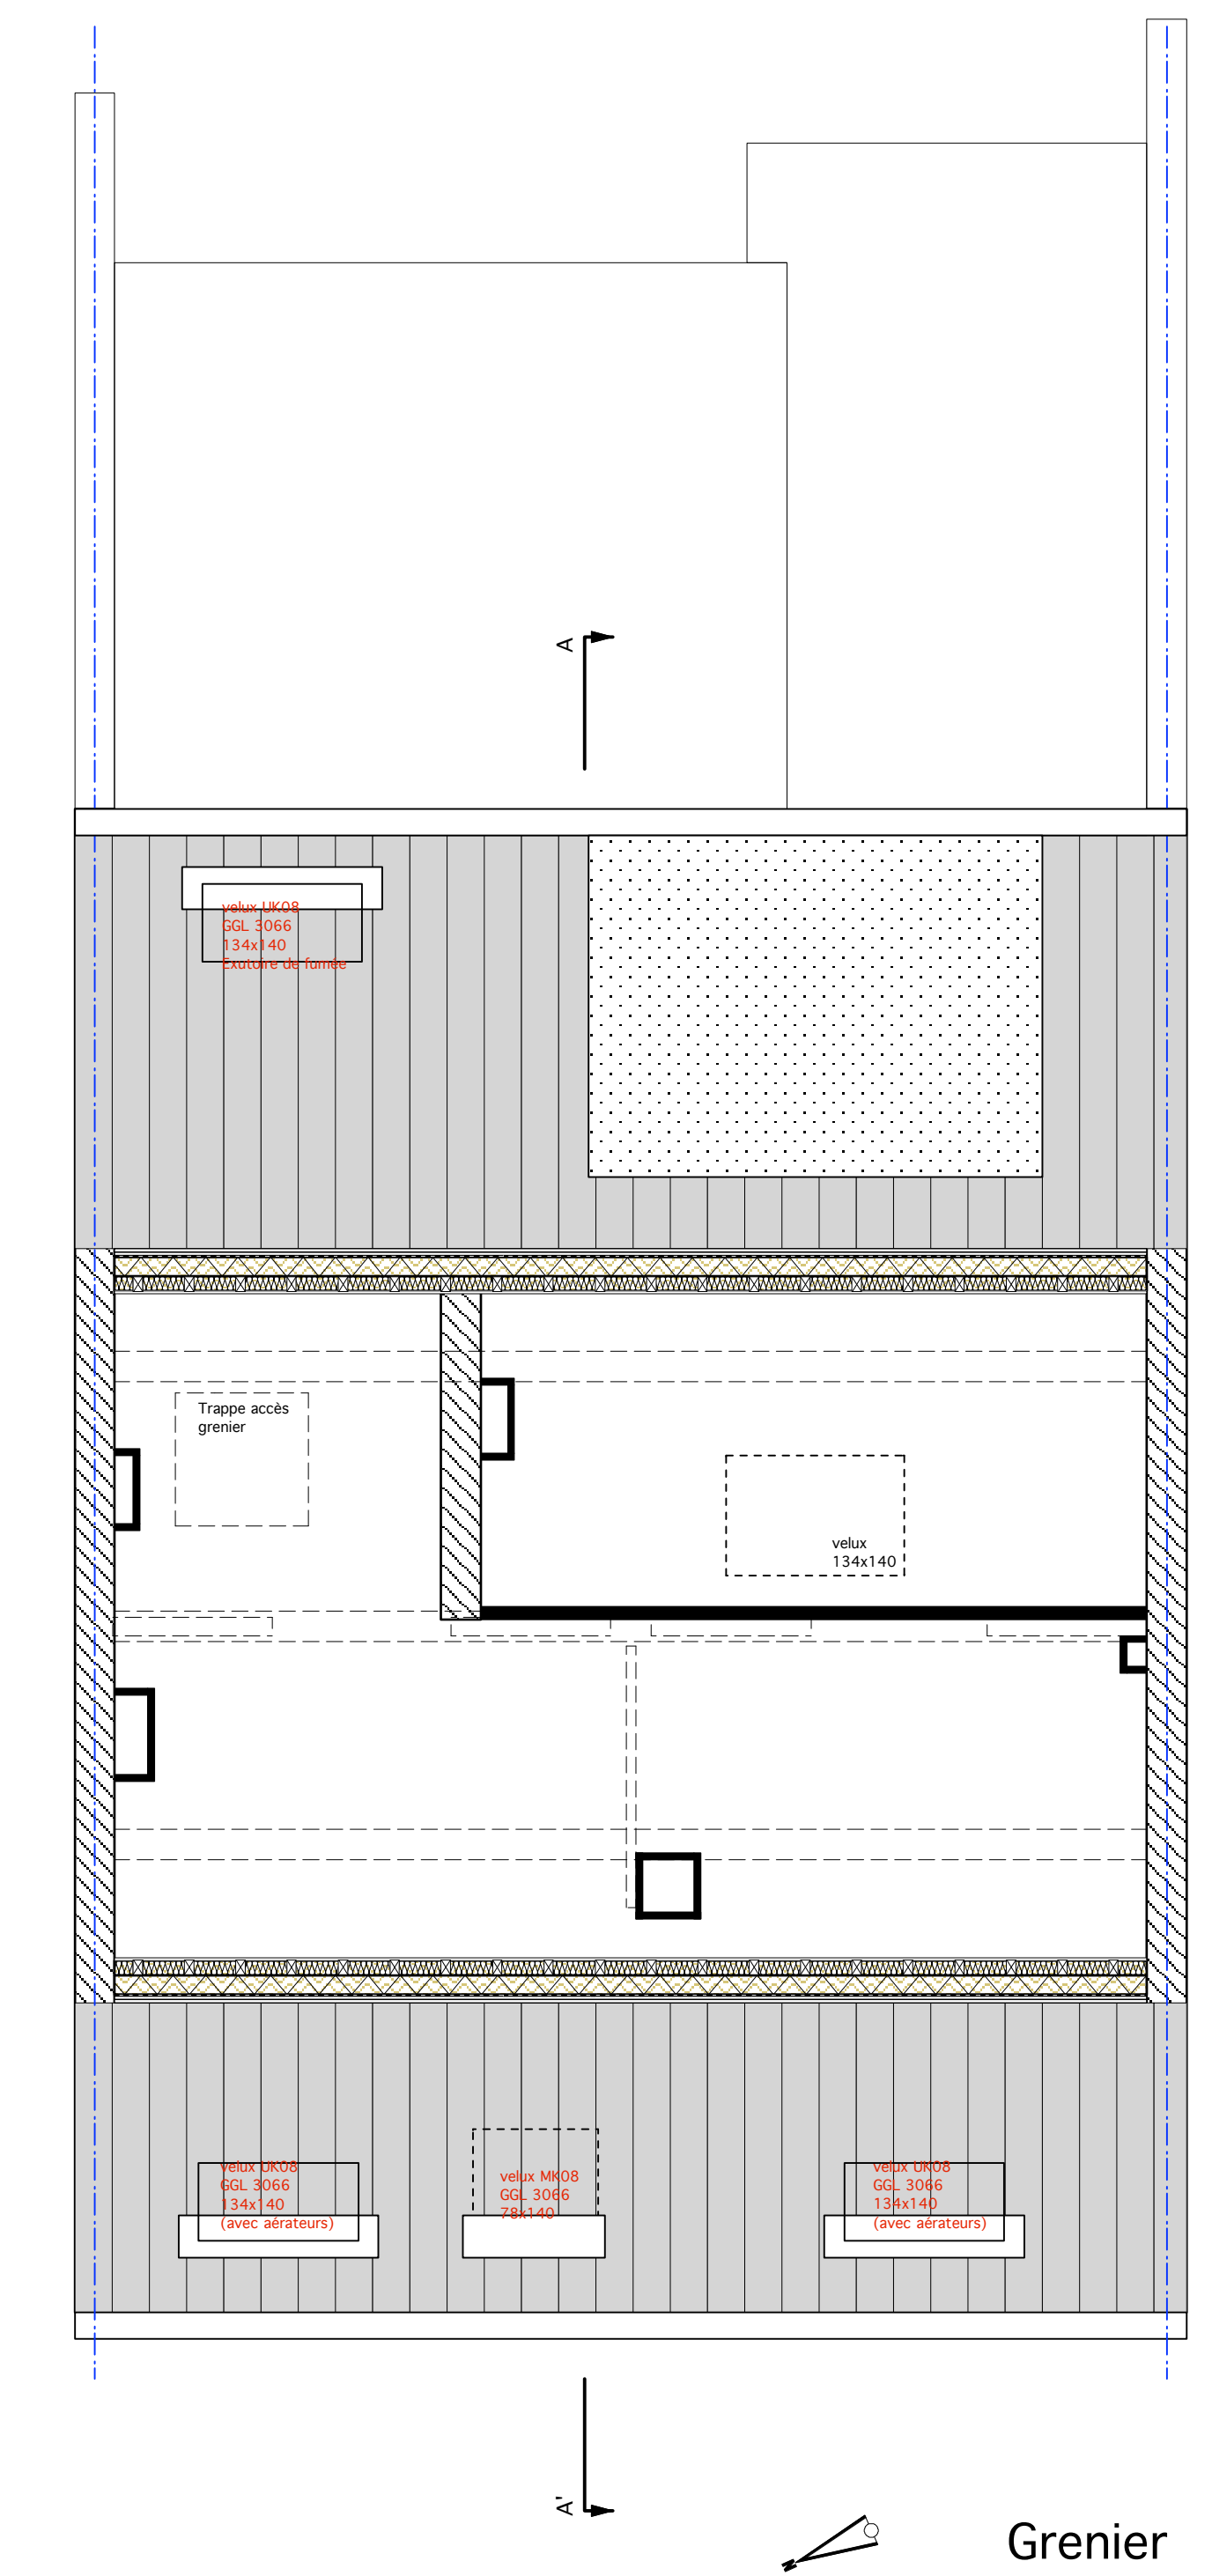 A
velux UK08
GGL 3066
134x140
Exutoire de fumée
Trappe accès
grenier
velux
134x140
velux UK08
GGL 3066
134x140
(avec aérateurs)
velux MK08
GGL 3066
78x140
velux UK08
GGL 3066
134x140
(avec aérateurs)
A'
N
Grenier